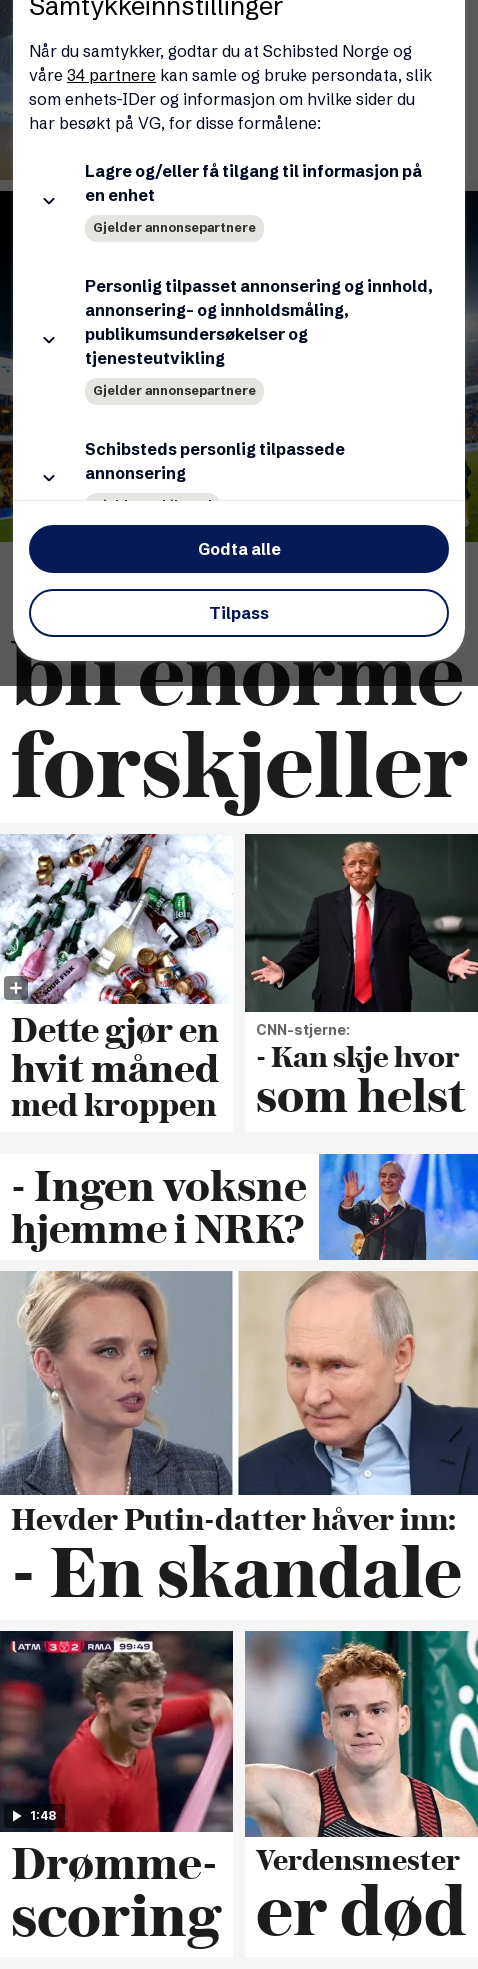 Samtykkeinnstillinger
Når du samtykker, godtar du at Schibsted Norge og
våre 34 partnere kan samle og bruke persondata, slik
som enhets-IDer og informasjon om hvilke sider du
har besøkt på VG, for disse formålene:
Lagre og/eller få tilgang til informasjon på
en enhet
Gjelder annonsepartnere
Personlig tilpasset annonsering og innhold,
annonsering- og innholdsmåling,
publikumsundersøkelser og
tjenesteutvikling
Gjelder annonsepartnere
Schibsteds personlig tilpassede
annonsering
Godta alle
Tilpass
bli enorme
forskjeller
Dette gjør en
hvit måned
med kroppen
CNN-stjerne:
- Kan skje hvor
som helst
- Ingen voksne
hjemme i NRK?
Hevder Putin-datter håver inn:
- En skandale
ATM 3 2 RMA 99:49
1:48
Drømme-
scoring
Verdensmester
er død